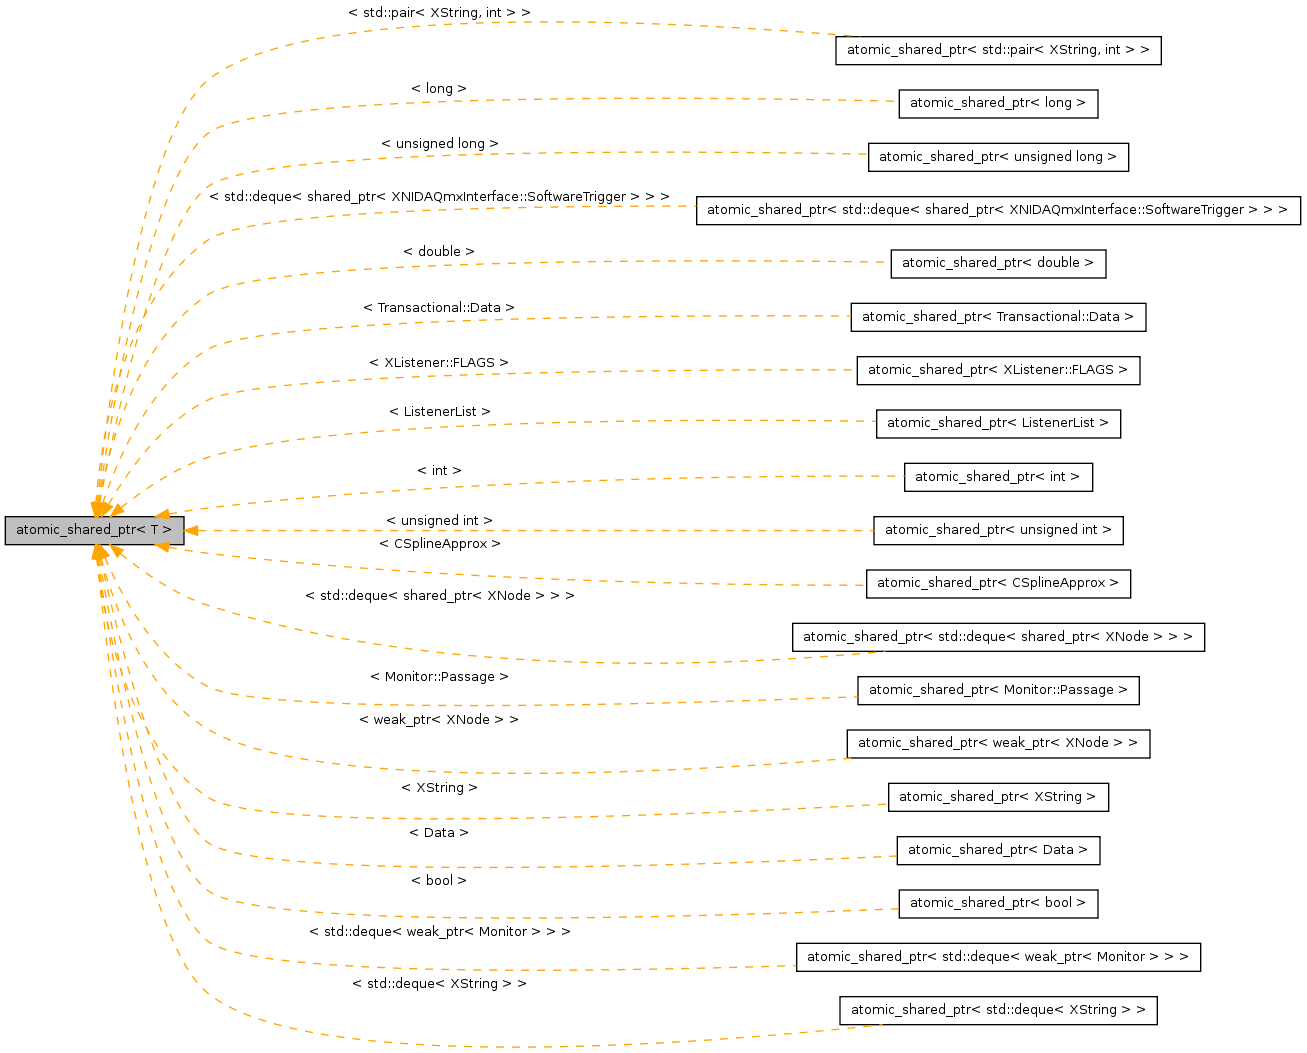 < std::pair< XString, int > >
atomic_shared_ptr< std::pair< XString, int > >
< long >
atomic_shared_ptr< long >
< unsigned long >
atomic_shared_ptr< unsigned long >
< std::deque< shared_ptr< XNIDAQmxInterface::SoftwareTrigger > > >
atomic_shared_ptr< std::deque< shared_ptr< XNIDAQmxInterface::SoftwareTrigger > > >
< double >
atomic_shared_ptr< double >
< Transactional::Data >
atomic_shared_ptr< Transactional::Data >
< XListener::FLAGS >
atomic_shared_ptr< XListener::FLAGS >
< ListenerList >
atomic_shared_ptr< ListenerList >
< int >
atomic_shared_ptr< int >
atomic_shared_ptr< T >
< unsigned int >
atomic_shared_ptr< unsigned int >
< CSplineApprox >
atomic_shared_ptr< CSplineApprox >
< std::deque< shared_ptr< XNode > > >
atomic_shared_ptr< std::deque< shared_ptr< XNode > > >
< Monitor::Passage >
atomic_shared_ptr< Monitor::Passage >
< weak_ptr< XNode > >
atomic_shared_ptr< weak_ptr< XNode > >
< XString >
atomic_shared_ptr< XString >
< Data >
atomic_shared_ptr< Data >
< bool >
atomic_shared_ptr< bool >
< std::deque< weak_ptr< Monitor > > >
atomic_shared_ptr< std::deque< weak_ptr< Monitor > > >
< std::deque< XString > >
atomic_shared_ptr< std::deque< XString > >